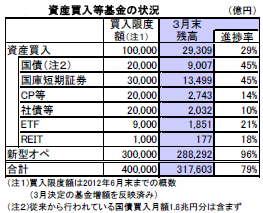 資産買入等基金の状況 (億円)
買入限度額(注1) 3月末残高 進捗率
資産買入 100,000 29,309 29%
国債(注2) 20,000 9,007 45%
国庫短期証券 30,000 13,499 45%
CP等 20,000 2,743 14%
社債等 20,000 2,032 10%
ETF 9,000 1,851 21%
REIT 1,000 177 18%
新型オペ 300,000 288,292 96%
合計 400,000 317,603 79%
(注1)買入限度額は2012年6月末までの概数
(3月決定の基金増額を反映済み)
(注2)従来から行われている国債買入月額1.8兆円分は含まず